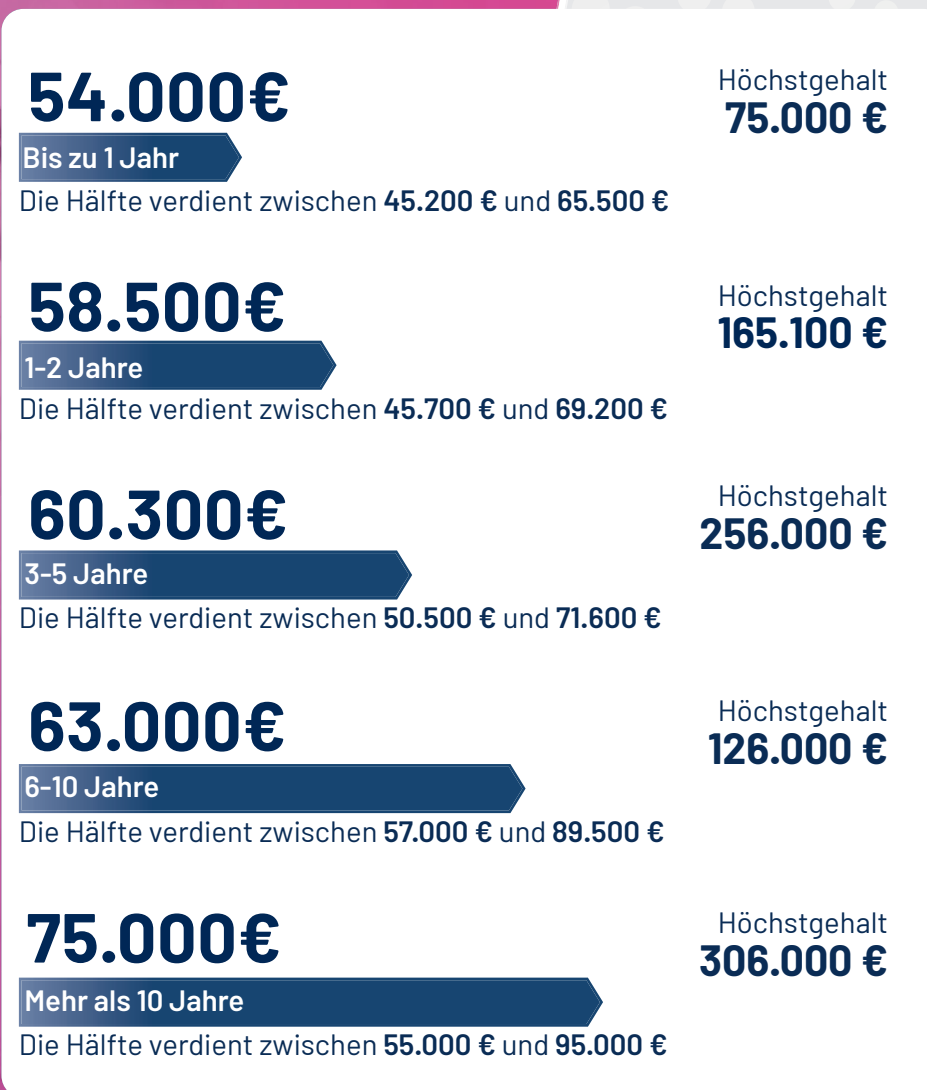 54.000€
Höchstgehalt
75.000 €
Bis zu 1 Jahr
Die Hälfte verdient zwischen 45.200 € und 65.500 €
58.500€
Höchstgehalt
165.100 €
1-2 Jahre
Die Hälfte verdient zwischen 45.700 € und 69.200 €
60.300€
Höchstgehalt
256.000 €
3-5 Jahre
Die Hälfte verdient zwischen 50.500 € und 71.600 €
63.000€
Höchstgehalt
126.000 €
6-10 Jahre
Die Hälfte verdient zwischen 57.000 € und 89.500 €
75.000€
Höchstgehalt
306.000 €
Mehr als 10 Jahre
Die Hälfte verdient zwischen 55.000 € und 95.000 €